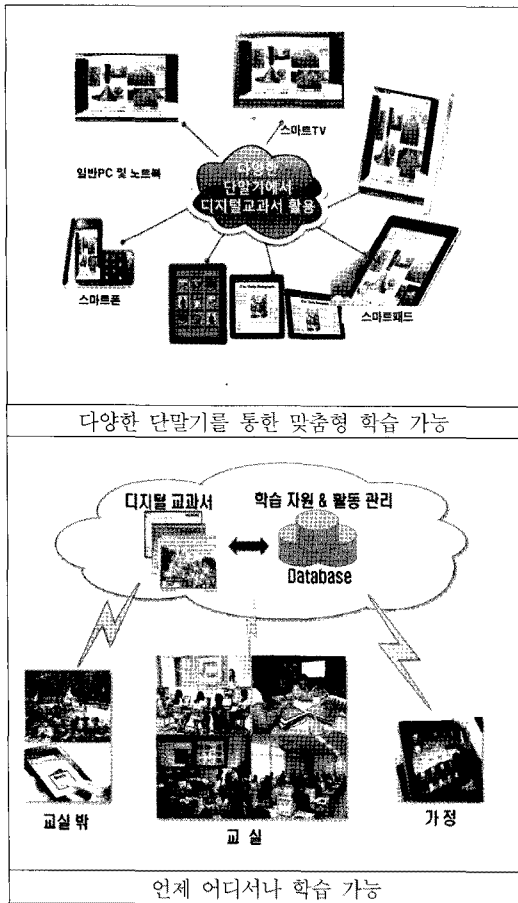 스마트TV
일반PC 및 노트북
다양한
단말기에서
디지털교과서 활용
스마트폰
스마트패드
다양한 단말기를 통한 맞춤형 학습 가능
디지털 교과서
학습 자원 & 활동 관리
Database
교실 밖
교 실
가정
언제 어디서나 학습 가능